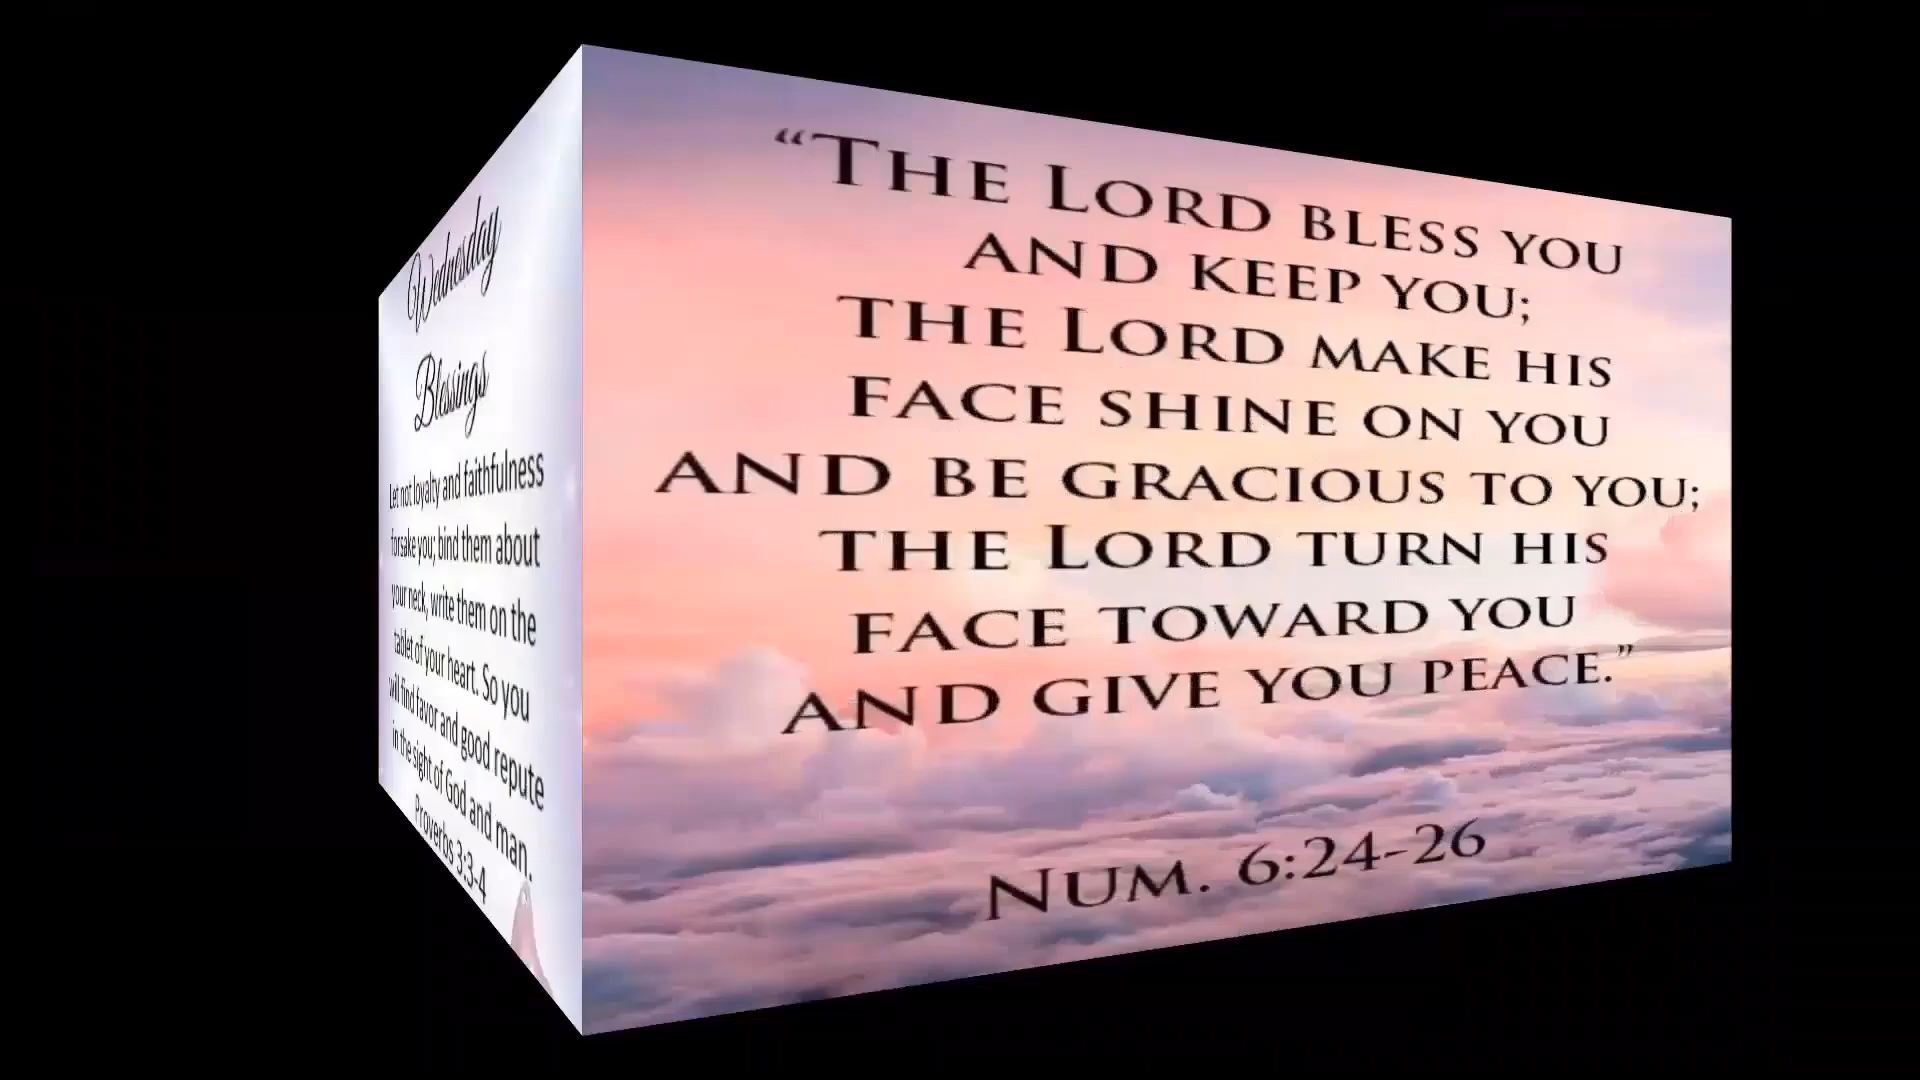 Wednesday
Blessings
Let not loyalty and faithfulness
forsake you; bind them about
your neck, write them on the
tablet of your heart. So you
will find favor and good repute
in the sight of God and man.
Proverbs 3:3-4
“THE LORD BLESS YOU
AND KEEP YOU;
THE LORD MAKE HIS
FACE SHINE ON YOU
AND BE GRACIOUS TO YOU;
THE LORD TURN HIS
FACE TOWARD YOU
AND GIVE YOU PEACE.”
NUM. 6:24-26